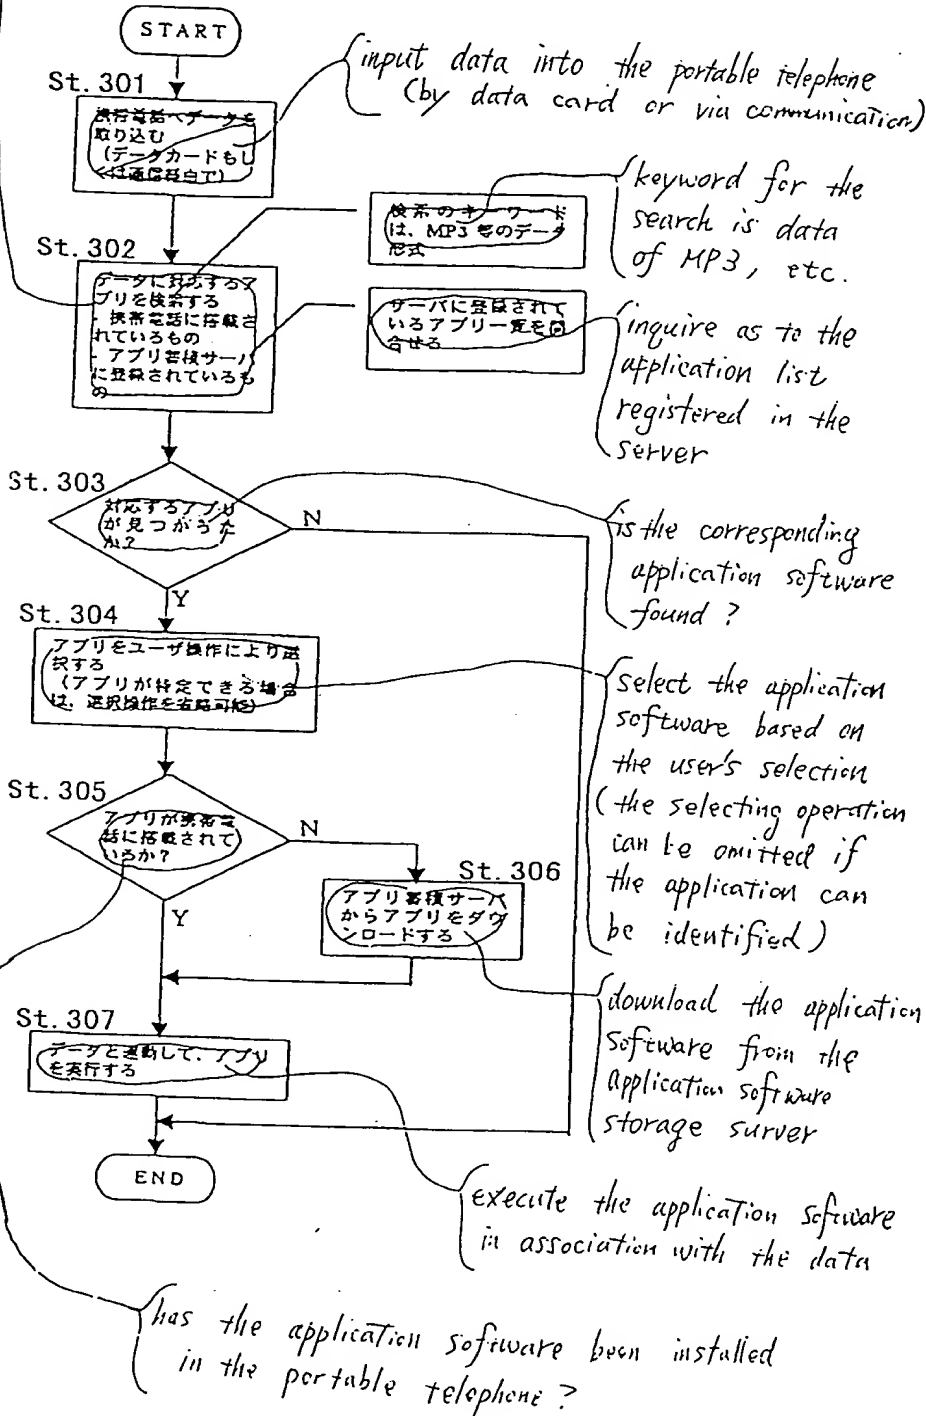 START
input data into the portable telephone
(by data card or via communication)
St. 301
携帯電話へデータを
取り込む
(データカードもし
くは通信経由で)
keyword for the
search is data
of MP3, etc.
検索のキーワード
は、MP3等のデータ
形式
St. 302
データに対応するア
プリを検索する
- 携帯電話に搭載さ
れているもの
- アプリ蓄積サーバ
に登録されているも
の
サーバに登録されて
いるアプリ一覧を問
合せる
inquire as to the
application list
registered in the
server
St. 303
対応するアプリ
が見つかったか
か?
N
Y
is the corresponding
application software
found ?
St. 304
アプリをユーザ操作により選
択する
(アプリが特定できる場合
は、選択操作を省略可能)
select the application
software based on
the user's selection
(the selecting operation
can be omitted if
the application can
be identified)
St. 305
アプリが携帯電
話に搭載されて
いるか?
N
Y
St. 306
アプリ蓄積サーバ
からアプリをダウ
ンロードする
download the application
software from the
application software
storage surver
St. 307
データと連動して、アプリ
を実行する
END
execute the application software
in association with the data
has the application software been installed
in the portable telephone ?